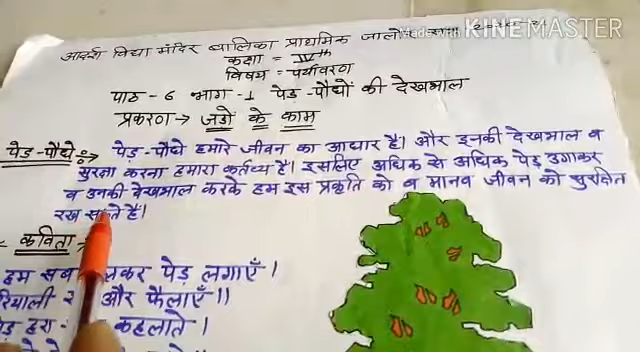 आदर्श विद्या मंदिर बालिका प्राथमिक जालोर
कक्षा = IVth
विषय = पर्यावरण
पाठ - 6 भाग - 1 पेड़ - पौधों की देखभाल
प्रकरण → जड़ों के काम
पेड़ - पौधे :→ पेड़ - पौधे हमारे जीवन का आधार है। और इनकी देखभाल व
सुरक्षा करना हमारा कर्तव्य है। इसलिए अधिक से अधिक पेड़ उगाकर
व उनकी देखभाल करके हम इस प्रकृति को व मानव जीवन को सुरक्षित
रख सकते हैं।
कविता
हम सब पेड़ लगाएँ।
और फैलाएँ।।
हरा - कहलाते।
KINEMASTER